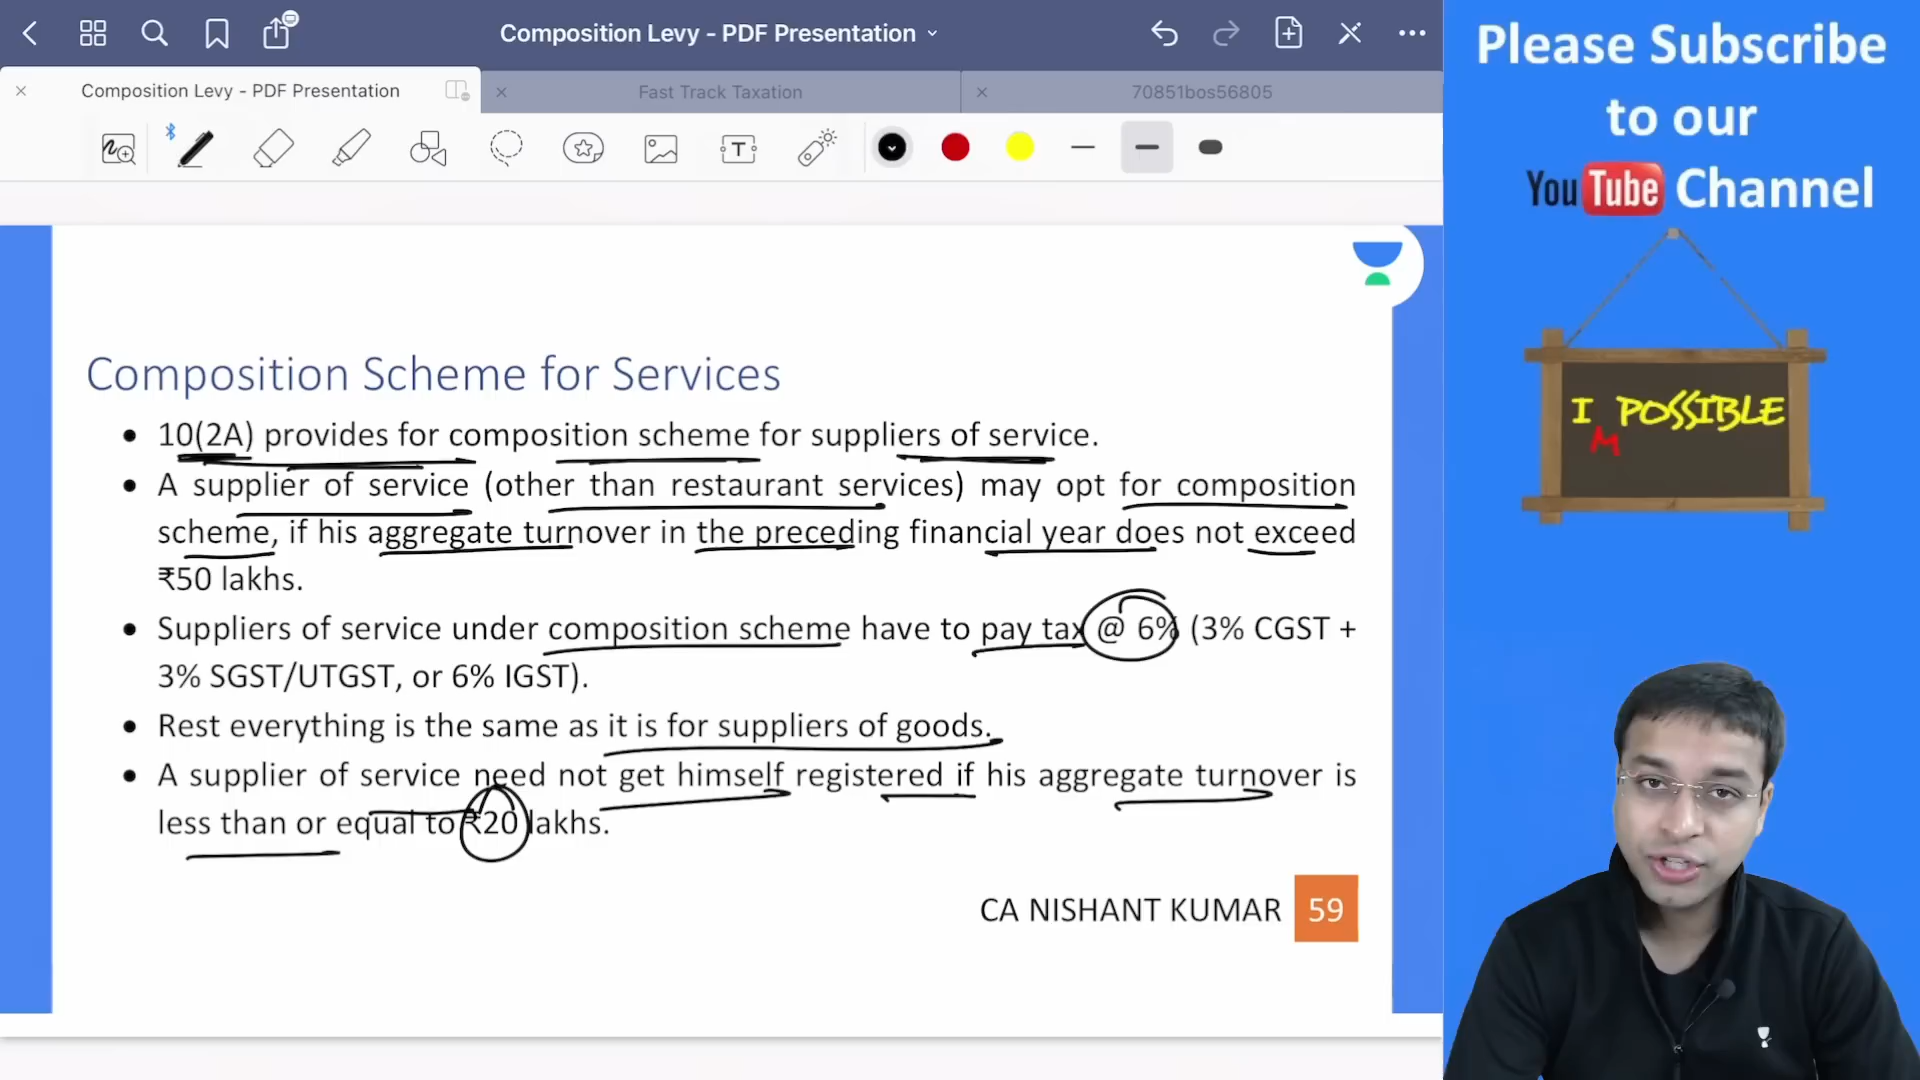 Composition Levy - PDF Presentation
Composition Levy - PDF Presentation
Fast Track Taxation
70851bos56805
T
Composition Scheme for Services
• 10(2A) provides for composition scheme for suppliers of service.
• A supplier of service (other than restaurant services) may opt for composition
scheme, if his aggregate turnover in the preceding financial year does not exceed
₹50 lakhs.
• Suppliers of service under composition scheme have to pay tax @ 6% (3% CGST +
3% SGST/UTGST, or 6% IGST).
• Rest everything is the same as it is for suppliers of goods.
• A supplier of service need not get himself registered if his aggregate turnover is
less than or equal to ₹20 lakhs.
CA NISHANT KUMAR 59
Please Subscribe
to our
YouTube Channel
I POSSIBLE
M